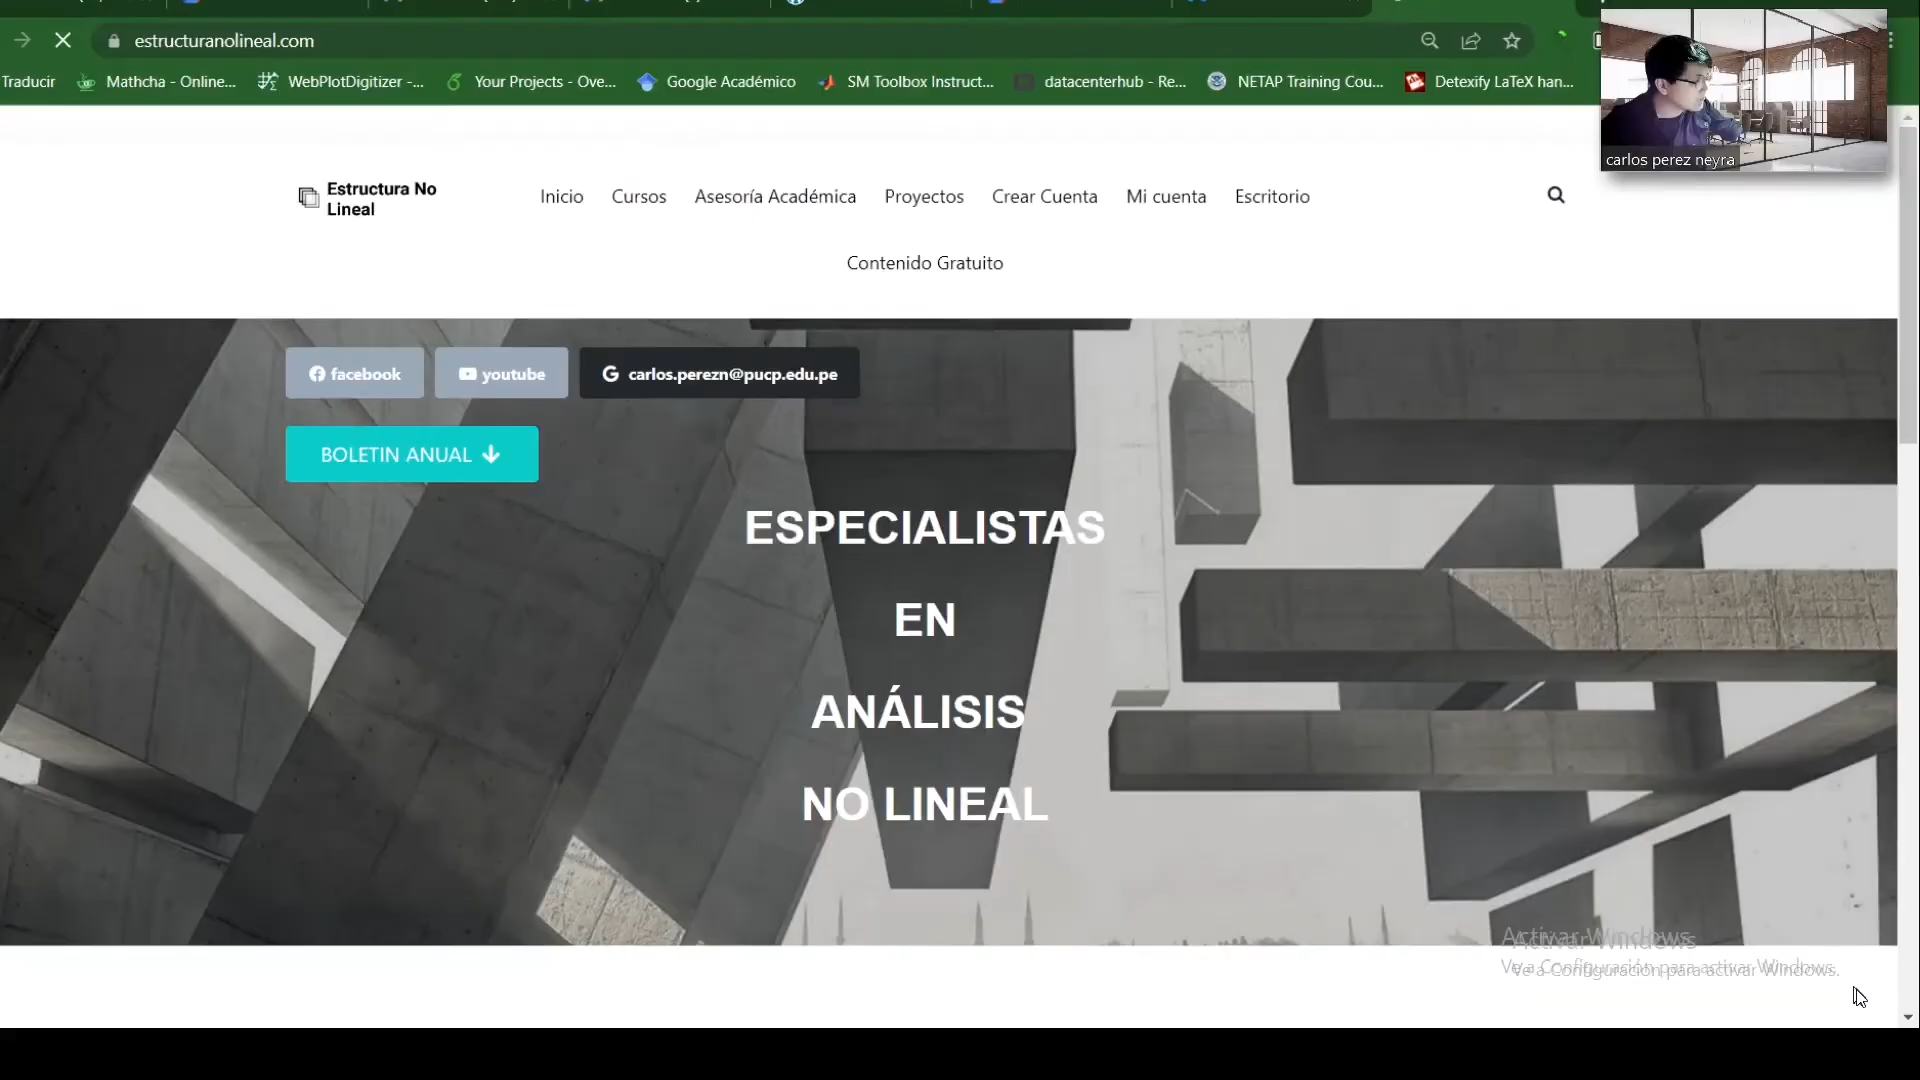 estructuranolineal.com
Traducir
Mathcha - Online...
WebPlotDigitizer -...
Your Projects - Ove...
Google Académico
SM Toolbox Instruct...
datacenterhub - Re...
NETAP Training Cou...
Detexify LaTeX han...
carlos perez neyra
Estructura No
Lineal
Inicio
Cursos
Asesoría Académica
Proyectos
Crear Cuenta
Mi cuenta
Escritorio
Contenido Gratuito
facebook
youtube
carlos.perezn@pucp.edu.pe
BOLETIN ANUAL
ESPECIALISTAS
EN
ANÁLISIS
NO LINEAL
Activar Windows
Ve a Configuración para activar Windows.